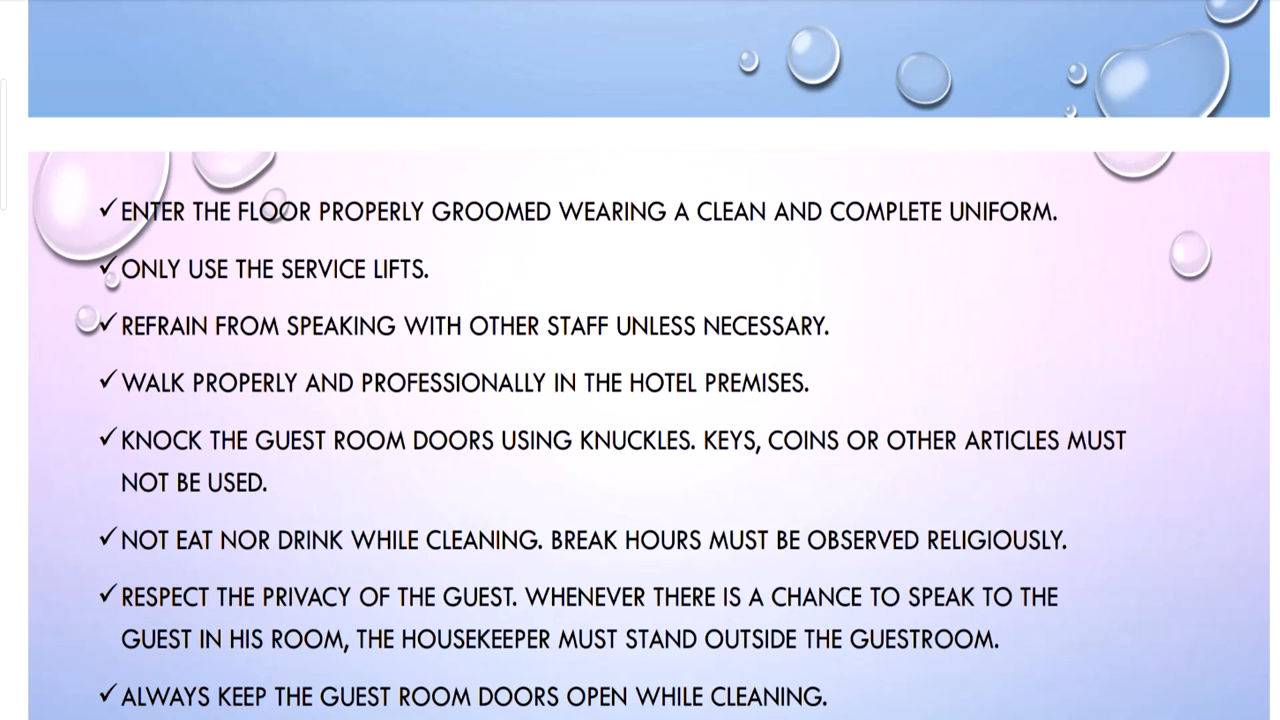 ✓ENTER THE FLOOR PROPERLY GROOMED WEARING A CLEAN AND COMPLETE UNIFORM.
✓ONLY USE THE SERVICE LIFTS.
✓REFRAIN FROM SPEAKING WITH OTHER STAFF UNLESS NECESSARY.
✓WALK PROPERLY AND PROFESSIONALLY IN THE HOTEL PREMISES.
✓KNOCK THE GUEST ROOM DOORS USING KNUCKLES. KEYS, COINS OR OTHER ARTICLES MUST
NOT BE USED.
✓NOT EAT NOR DRINK WHILE CLEANING. BREAK HOURS MUST BE OBSERVED RELIGIOUSLY.
✓RESPECT THE PRIVACY OF THE GUEST. WHENEVER THERE IS A CHANCE TO SPEAK TO THE
GUEST IN HIS ROOM, THE HOUSEKEEPER MUST STAND OUTSIDE THE GUESTROOM.
✓ALWAYS KEEP THE GUEST ROOM DOORS OPEN WHILE CLEANING.